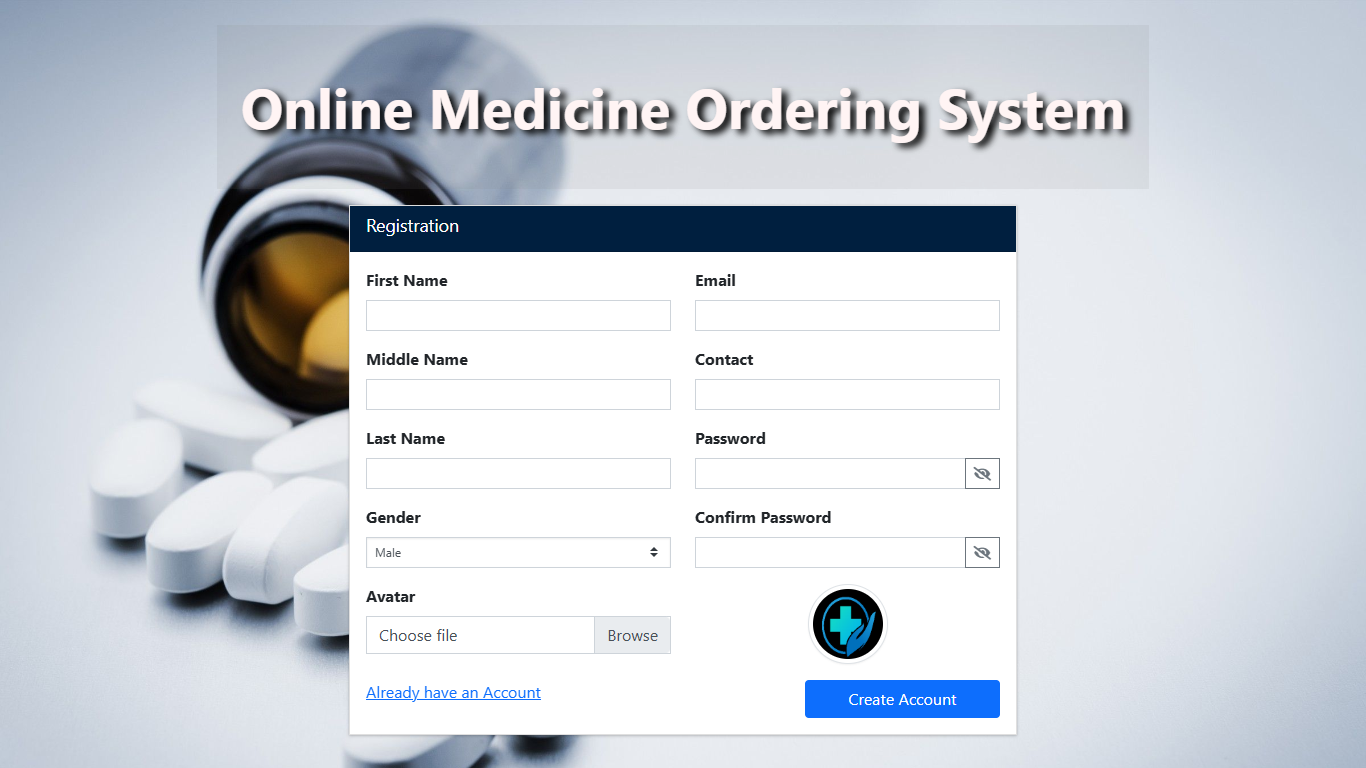 Online Medicine Ordering System
Registration
First Name
Email
Middle Name
Contact
Last Name
Password
Gender
Confirm Password
Male
Avatar
Choose file
Browse
Already have an Account
Create Account